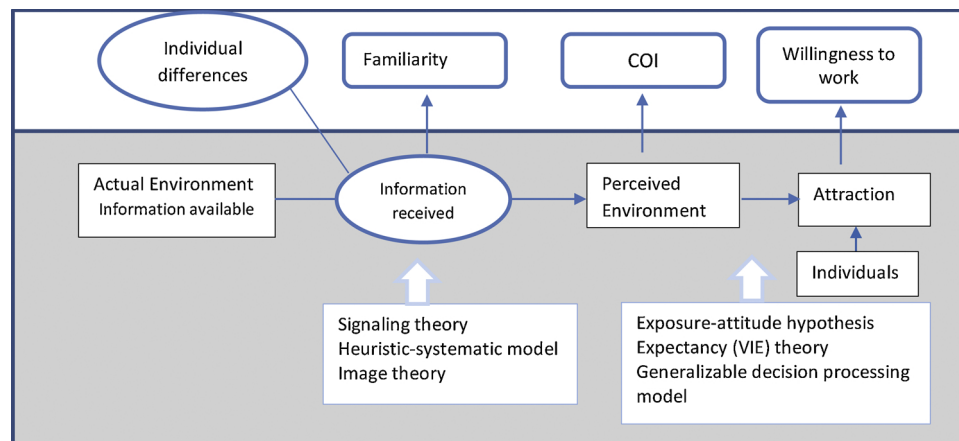 Individual
differences
Familiarity
COI
Willingness to
work
Actual Environment
Information available
Information
received
Perceived
Environment
Attraction
Individuals
Signaling theory
Heuristic-systematic model
Image theory
Exposure-attitude hypothesis
Expectancy (VIE) theory
Generalizable decision processing
model